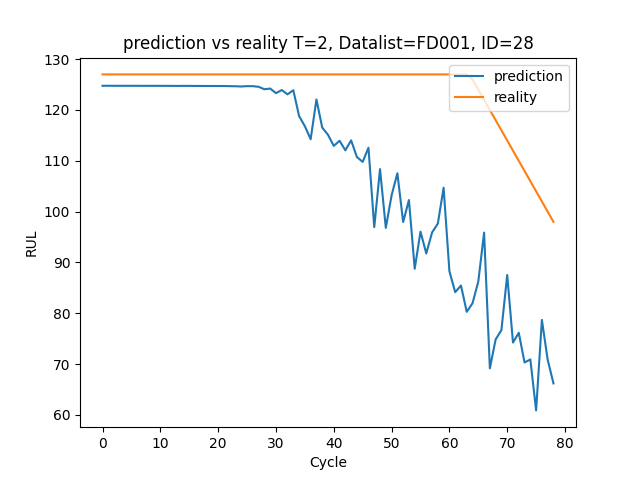 prediction vs reality T=2, Datalist=FD001, ID=28
prediction
reality
130
120
110
100
90
80
70
60
RUL
0 10 20 30 40 50 60 70 80
Cycle